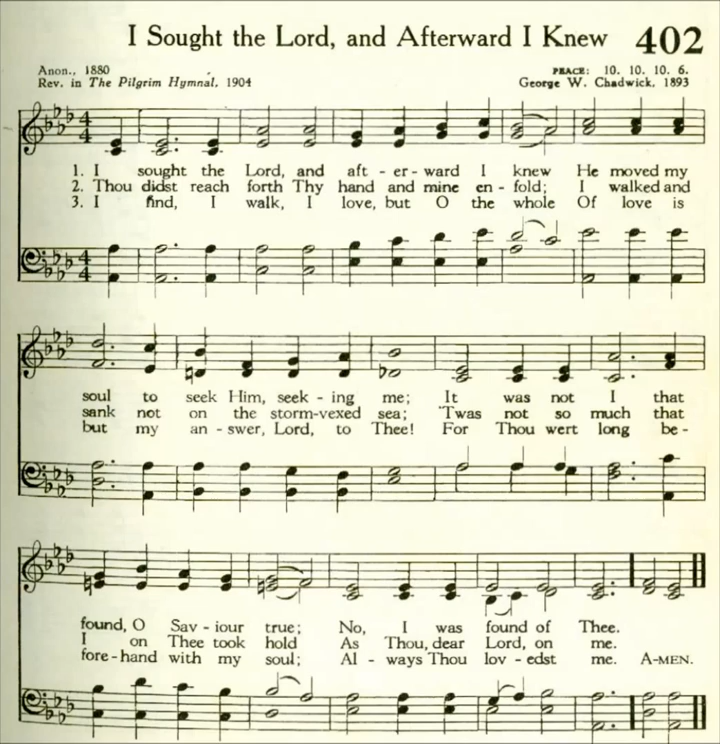 I Sought the Lord, and Afterward I Knew 402
Anon., 1880 PEACE: 10. 10. 10. 6.
Rev. in The Pilgrim Hymnal, 1904 George W. Chadwick, 1893
4 4
1. I sought the Lord, and aft - er - ward I knew He moved my
2. Thou didst reach forth Thy hand and mine en - fold; I walked and
3. I find, I walk, I love, but O the whole Of love is
4 4
soul to seek Him, seek - ing me; It was not I that
sank not on the storm-vexed sea; 'Twas not so much that
but my an - swer, Lord, to Thee! For Thou wert long be -
found, O Sav - iour true; No, I was found of Thee.
I on Thee took hold As Thou, dear Lord, on me.
fore - hand with my soul; Al - ways Thou lov - edst me. A-MEN.